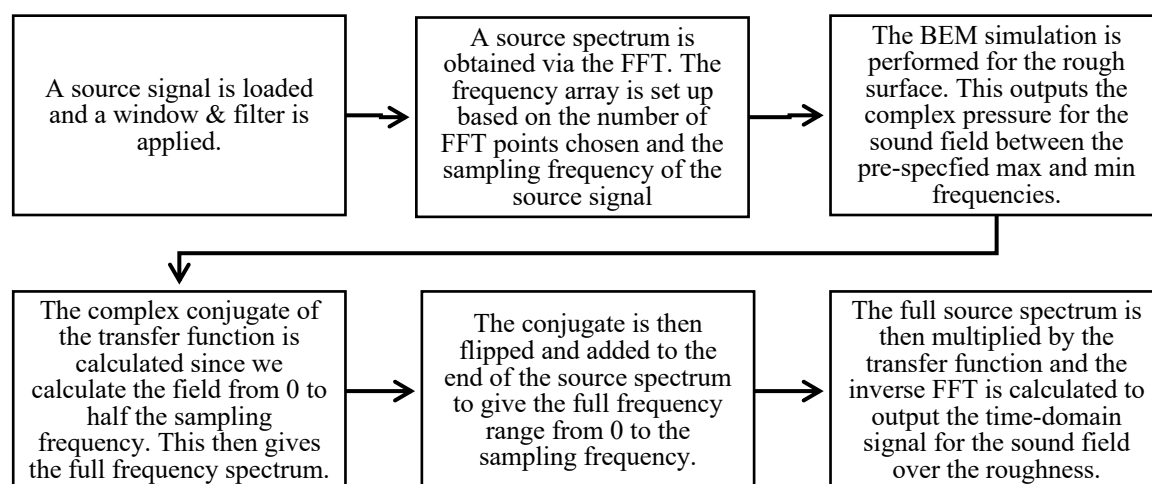 A source signal is loaded
and a window & filter is
applied.
A source spectrum is
obtained via the FFT. The
frequency array is set up
based on the number of
FFT points chosen and the
sampling frequency of the
source signal
The BEM simulation is
performed for the rough
surface. This outputs the
complex pressure for the
sound field between the
pre-specfied max and min
frequencies.
The complex conjugate of
the transfer function is
calculated since we
calculate the field from 0 to
half the sampling
frequency. This then gives
the full frequency spectrum.
The conjugate is then
flipped and added to the
end of the source spectrum
to give the full frequency
range from 0 to the
sampling frequency.
The full source spectrum is
then multiplied by the
transfer function and the
inverse FFT is calculated to
output the time-domain
signal for the sound field
over the roughness.